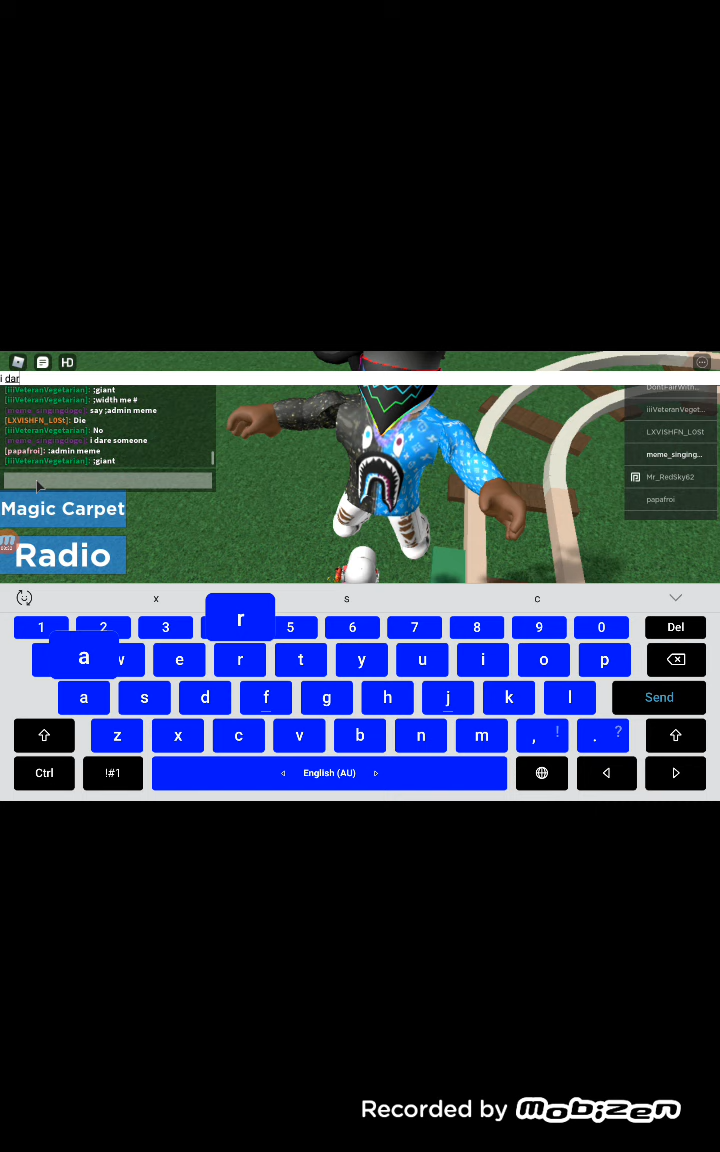 HD
i dar
[iiiVeteranVegetarian]: ;giant
[iiiVeteranVegetarian]: ;width me #
[meme_singingdoge]: say ;admin meme
[LXVISHFN_L0St]: Die
[iiiVeteranVegetarian]: No
[meme_singingdoge]: i dare someone
[papafroi]: :admin meme
[iiiVeteranVegetarian]: ;giant
DontFairWith...
iiiVeteranVeget...
LXVISHFN_L0St
meme_singing...
Mr_RedSky62
papafroi
Magic Carpet
Radio
x s c
1 2 3 r 5 6 7 8 9 0 Del
a w e r t y u i o p
a s d f g h j k l Send
z x c v b n m , ! . ?
Ctrl !#1 English (AU)
Recorded by mobizen